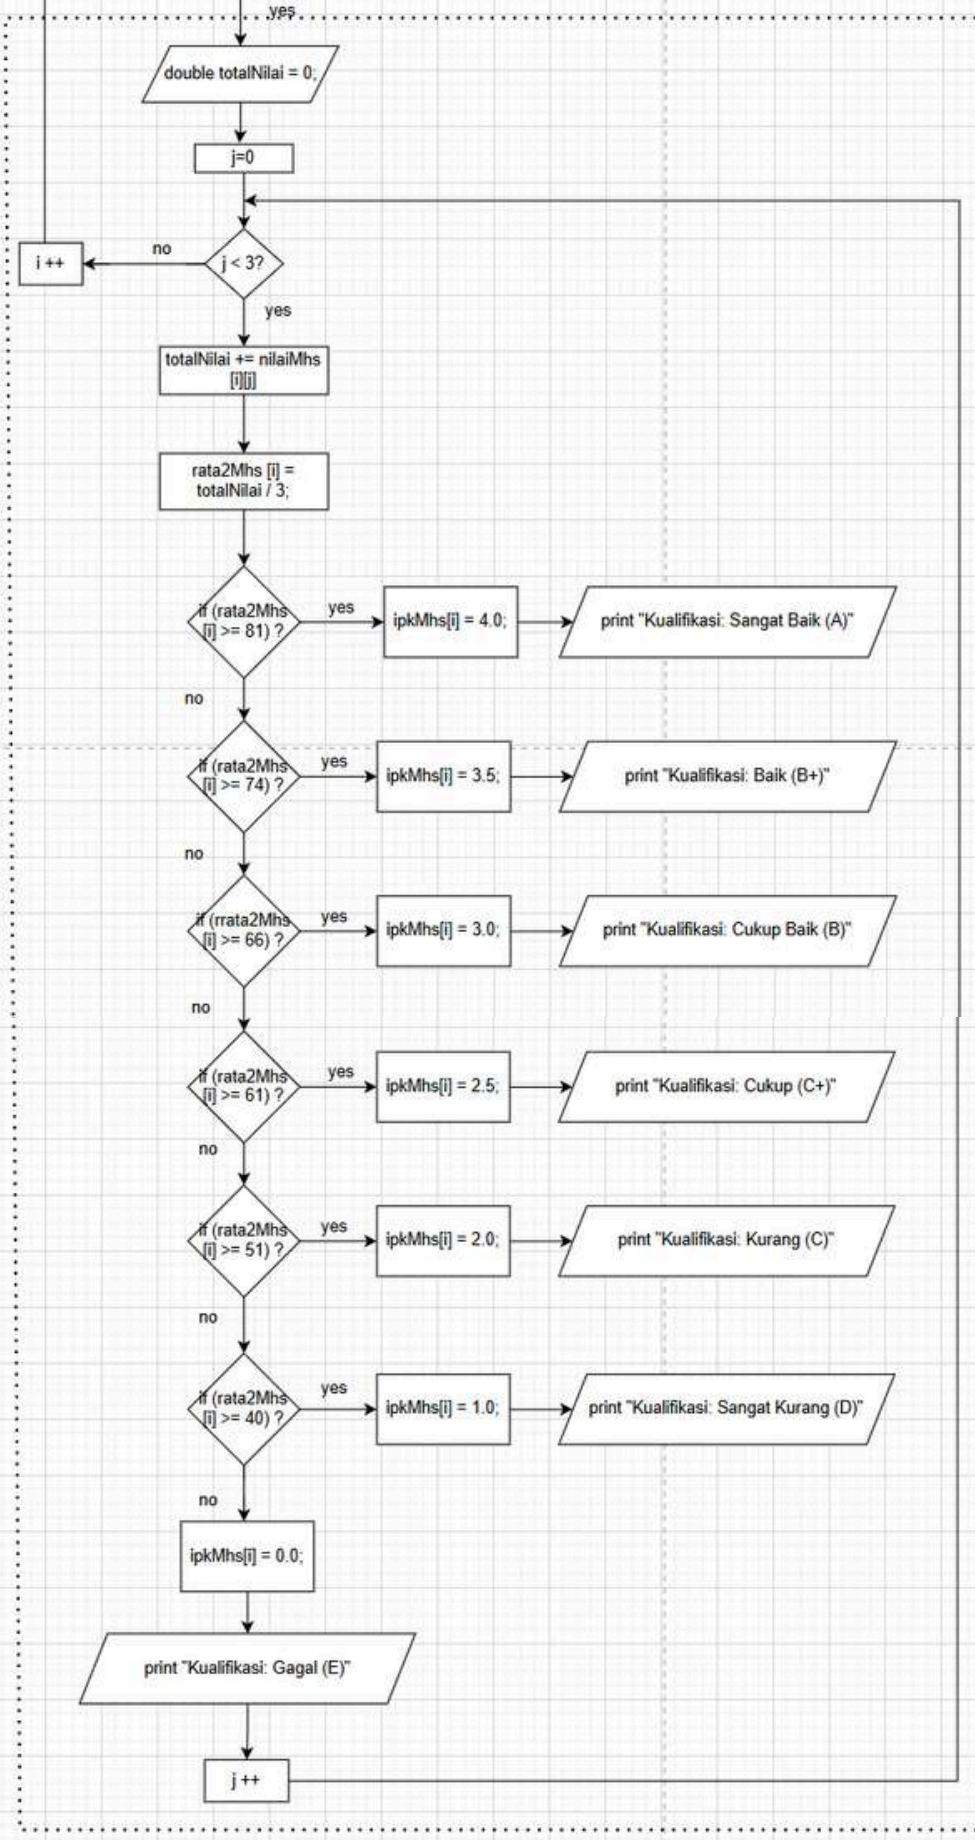 yes
double totalNilai = 0;
j=0
j < 3?
no
i ++
yes
totalNilai += nilaiMhs
[i][j]
rata2Mhs [i] =
totalNilai / 3;
if (rata2Mhs
[i] >= 81) ?
yes
ipkMhs[i] = 4.0;
print "Kualifikasi: Sangat Baik (A)"
no
if (rata2Mhs
[i] >= 74) ?
yes
ipkMhs[i] = 3.5;
print "Kualifikasi: Baik (B+)"
no
if (rrata2Mhs
[i] >= 66) ?
yes
ipkMhs[i] = 3.0;
print "Kualifikasi: Cukup Baik (B)"
no
if (rata2Mhs
[i] >= 61) ?
yes
ipkMhs[i] = 2.5;
print "Kualifikasi: Cukup (C+)"
no
if (rata2Mhs
[i] >= 51) ?
yes
ipkMhs[i] = 2.0;
print "Kualifikasi: Kurang (C)"
no
if (rata2Mhs
[i] >= 40) ?
yes
ipkMhs[i] = 1.0;
print "Kualifikasi: Sangat Kurang (D)"
no
ipkMhs[i] = 0.0;
print "Kualifikasi: Gagal (E)"
j ++